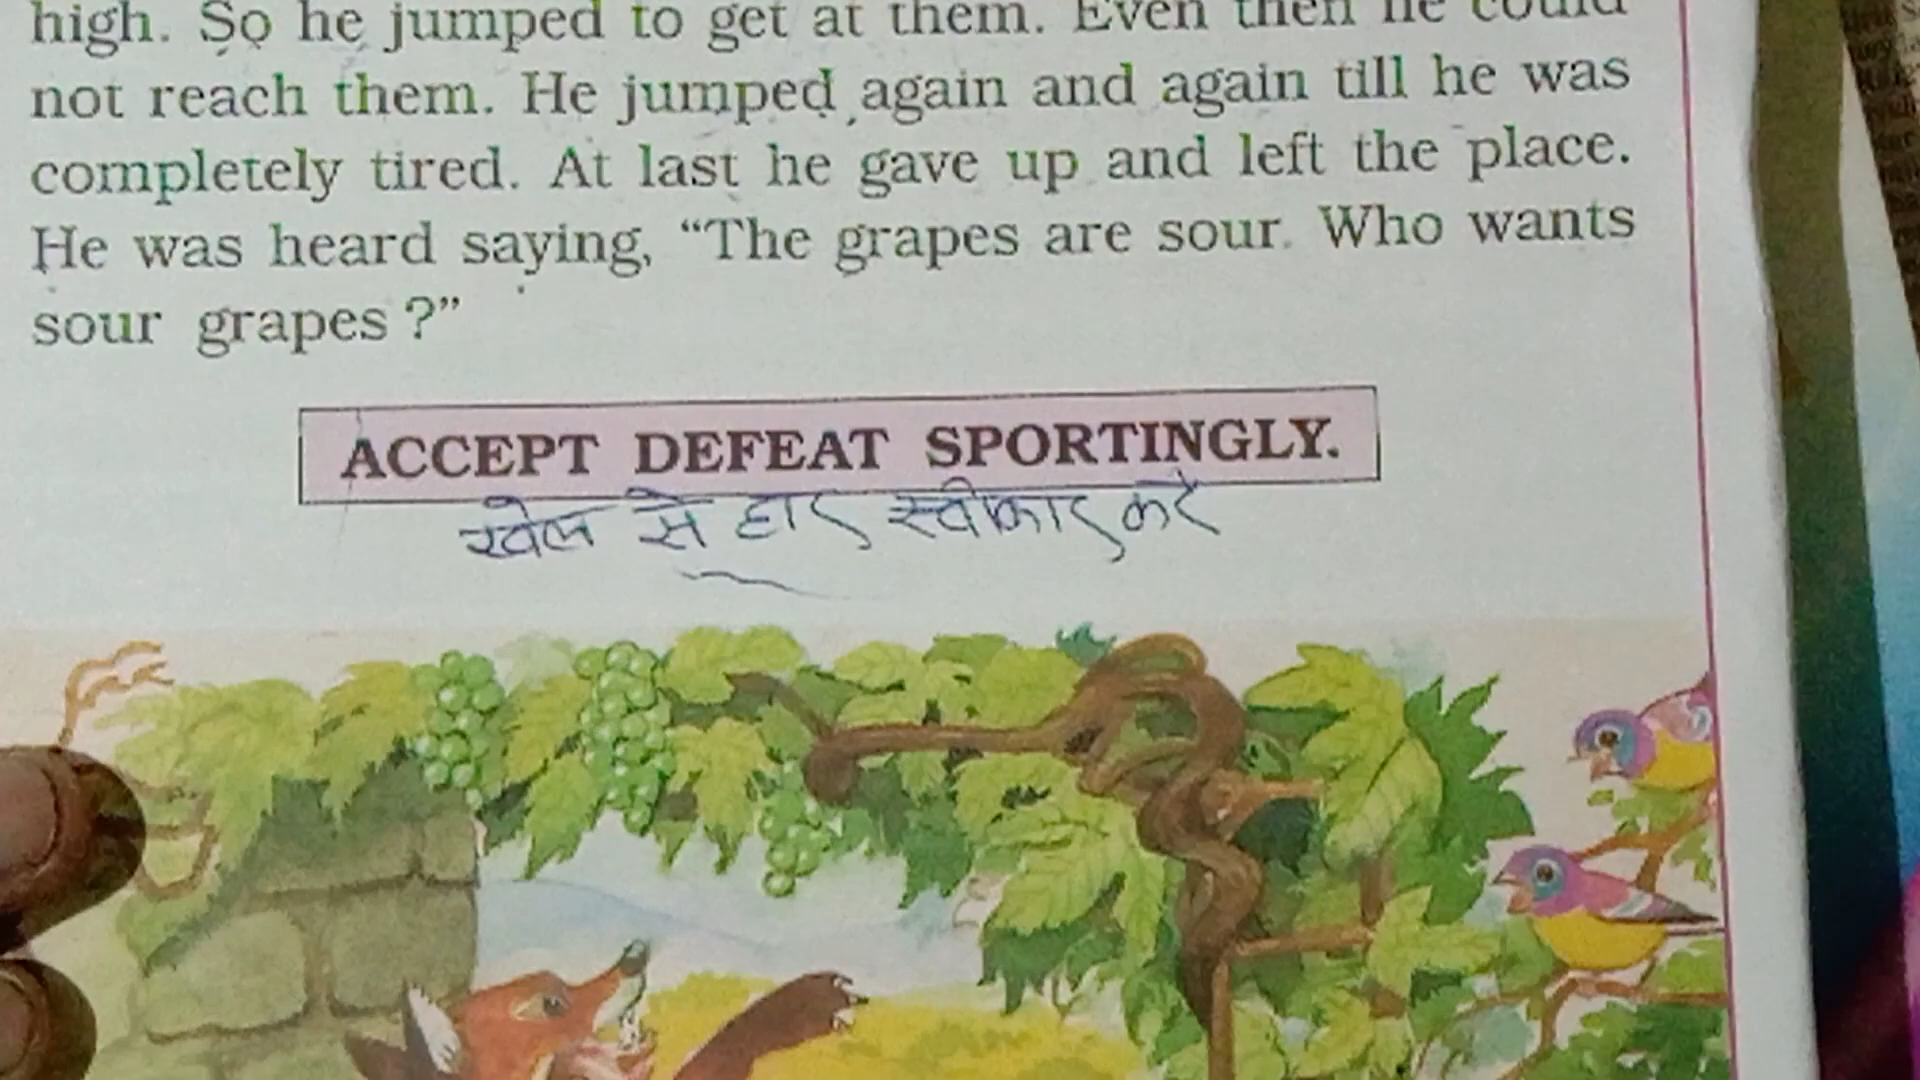 high. So he jumped to get at them. Even then he could
not reach them. He jumped again and again till he was
completely tired. At last he gave up and left the place.
He was heard saying, “The grapes are sour. Who wants
sour grapes ?”
ACCEPT DEFEAT SPORTINGLY.
खेल से हार स्वीकार करे